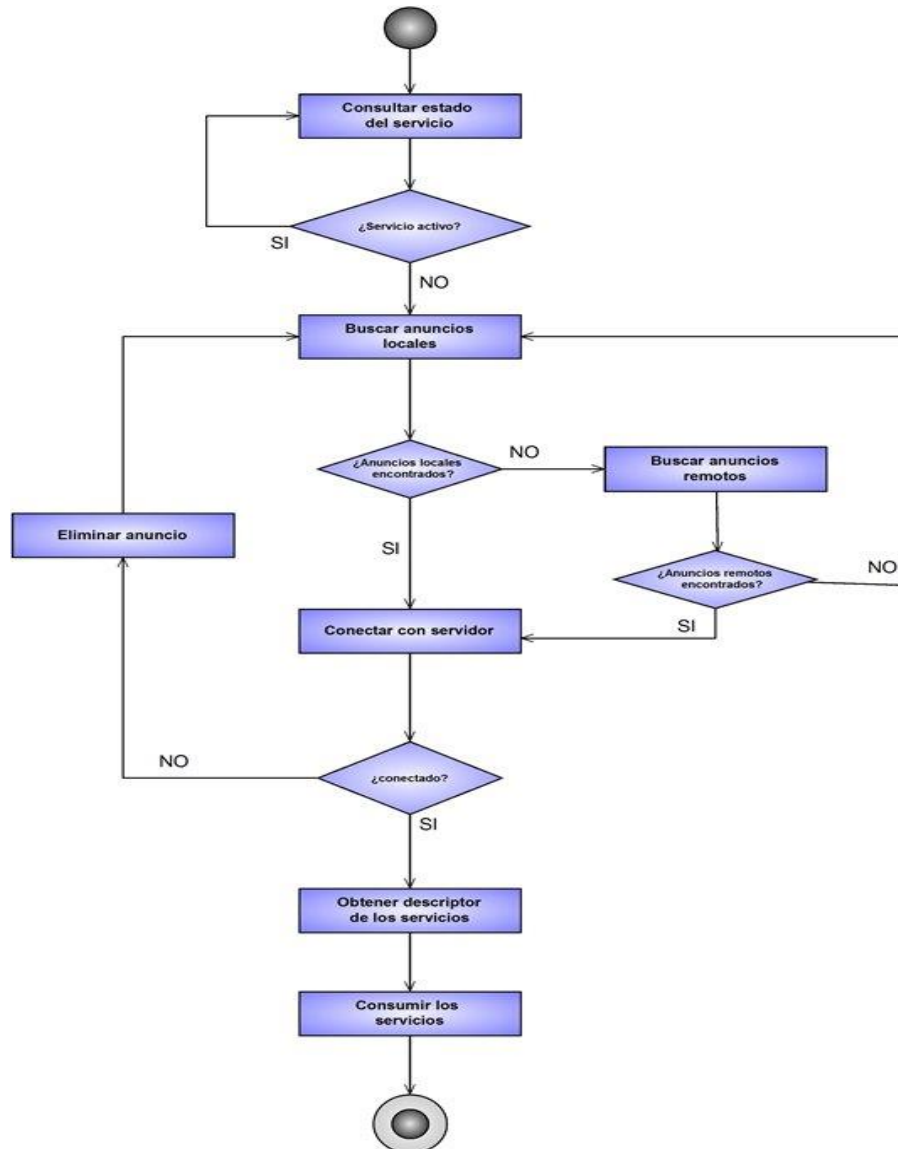 Consultar estado
del servicio
¿Servicio activo?
SI
NO
Buscar anuncios
locales
¿Anuncios locales
encontrados?
NO
Buscar anuncios
remotos
Eliminar anuncio
SI
¿Anuncios remotos
encontrados?
NO
Conectar con servidor
SI
NO
¿conectado?
SI
Obtener descriptor
de los servicios
Consumir los
servicios